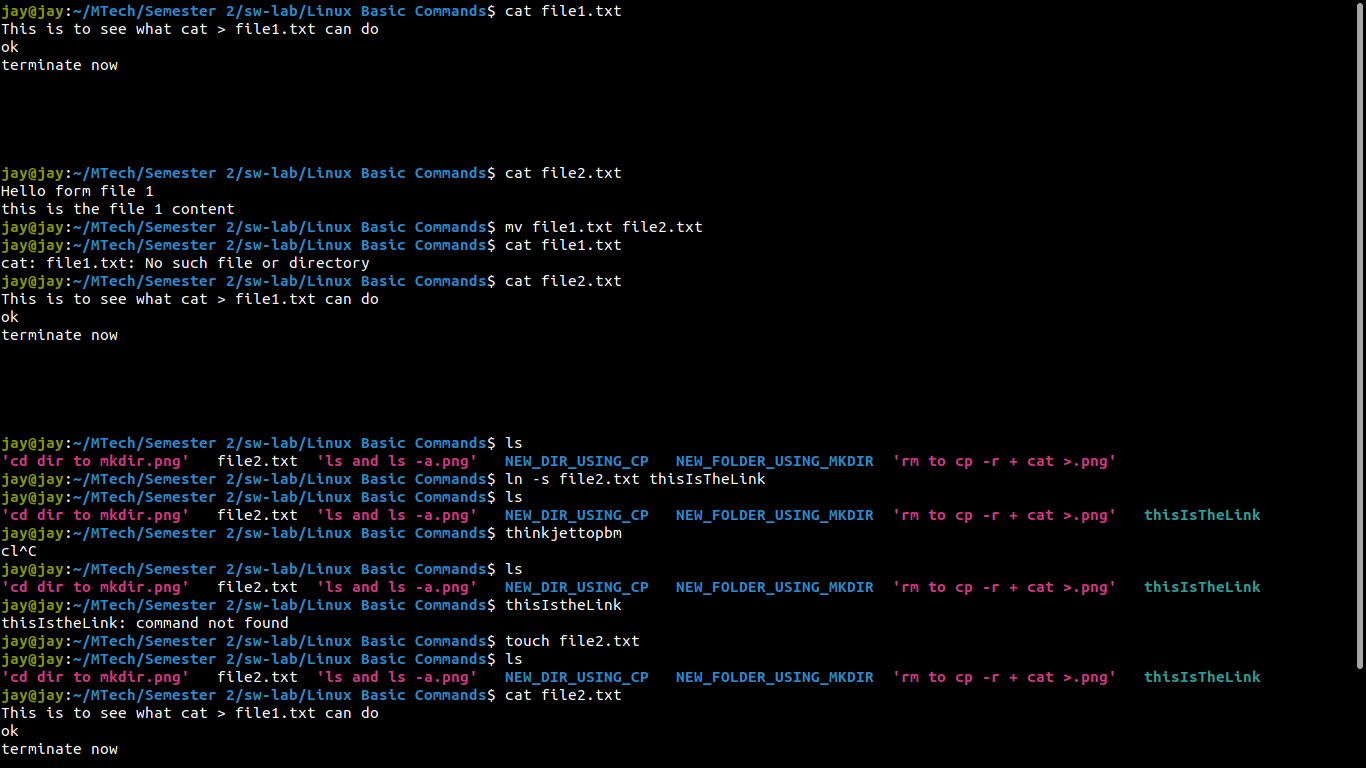 jay@jay:~/MTech/Semester 2/sw-lab/Linux Basic Commands$ cat file1.txt
This is to see what cat > file1.txt can do
ok
terminate now
jay@jay:~/MTech/Semester 2/sw-lab/Linux Basic Commands$ cat file2.txt
Hello form file 1
this is the file 1 content
jay@jay:~/MTech/Semester 2/sw-lab/Linux Basic Commands$ mv file1.txt file2.txt
jay@jay:~/MTech/Semester 2/sw-lab/Linux Basic Commands$ cat file1.txt
cat: file1.txt: No such file or directory
jay@jay:~/MTech/Semester 2/sw-lab/Linux Basic Commands$ cat file2.txt
This is to see what cat > file1.txt can do
ok
terminate now
jay@jay:~/MTech/Semester 2/sw-lab/Linux Basic Commands$ ls
'cd dir to mkdir.png'   file2.txt  'ls and ls -a.png'   NEW_DIR_USING_CP   NEW_FOLDER_USING_MKDIR  'rm to cp -r + cat >.png'
jay@jay:~/MTech/Semester 2/sw-lab/Linux Basic Commands$ ln -s file2.txt thisIsTheLink
jay@jay:~/MTech/Semester 2/sw-lab/Linux Basic Commands$ ls
'cd dir to mkdir.png'   file2.txt  'ls and ls -a.png'   NEW_DIR_USING_CP   NEW_FOLDER_USING_MKDIR  'rm to cp -r + cat >.png'   thisIsTheLink
jay@jay:~/MTech/Semester 2/sw-lab/Linux Basic Commands$ thinkjettopbm
cl^C
jay@jay:~/MTech/Semester 2/sw-lab/Linux Basic Commands$ ls
'cd dir to mkdir.png'   file2.txt  'ls and ls -a.png'   NEW_DIR_USING_CP   NEW_FOLDER_USING_MKDIR  'rm to cp -r + cat >.png'   thisIsTheLink
jay@jay:~/MTech/Semester 2/sw-lab/Linux Basic Commands$ thisIstheLink
thisIstheLink: command not found
jay@jay:~/MTech/Semester 2/sw-lab/Linux Basic Commands$ touch file2.txt
jay@jay:~/MTech/Semester 2/sw-lab/Linux Basic Commands$ ls
'cd dir to mkdir.png'   file2.txt  'ls and ls -a.png'   NEW_DIR_USING_CP   NEW_FOLDER_USING_MKDIR  'rm to cp -r + cat >.png'   thisIsTheLink
jay@jay:~/MTech/Semester 2/sw-lab/Linux Basic Commands$ cat file2.txt
This is to see what cat > file1.txt can do
ok
terminate now